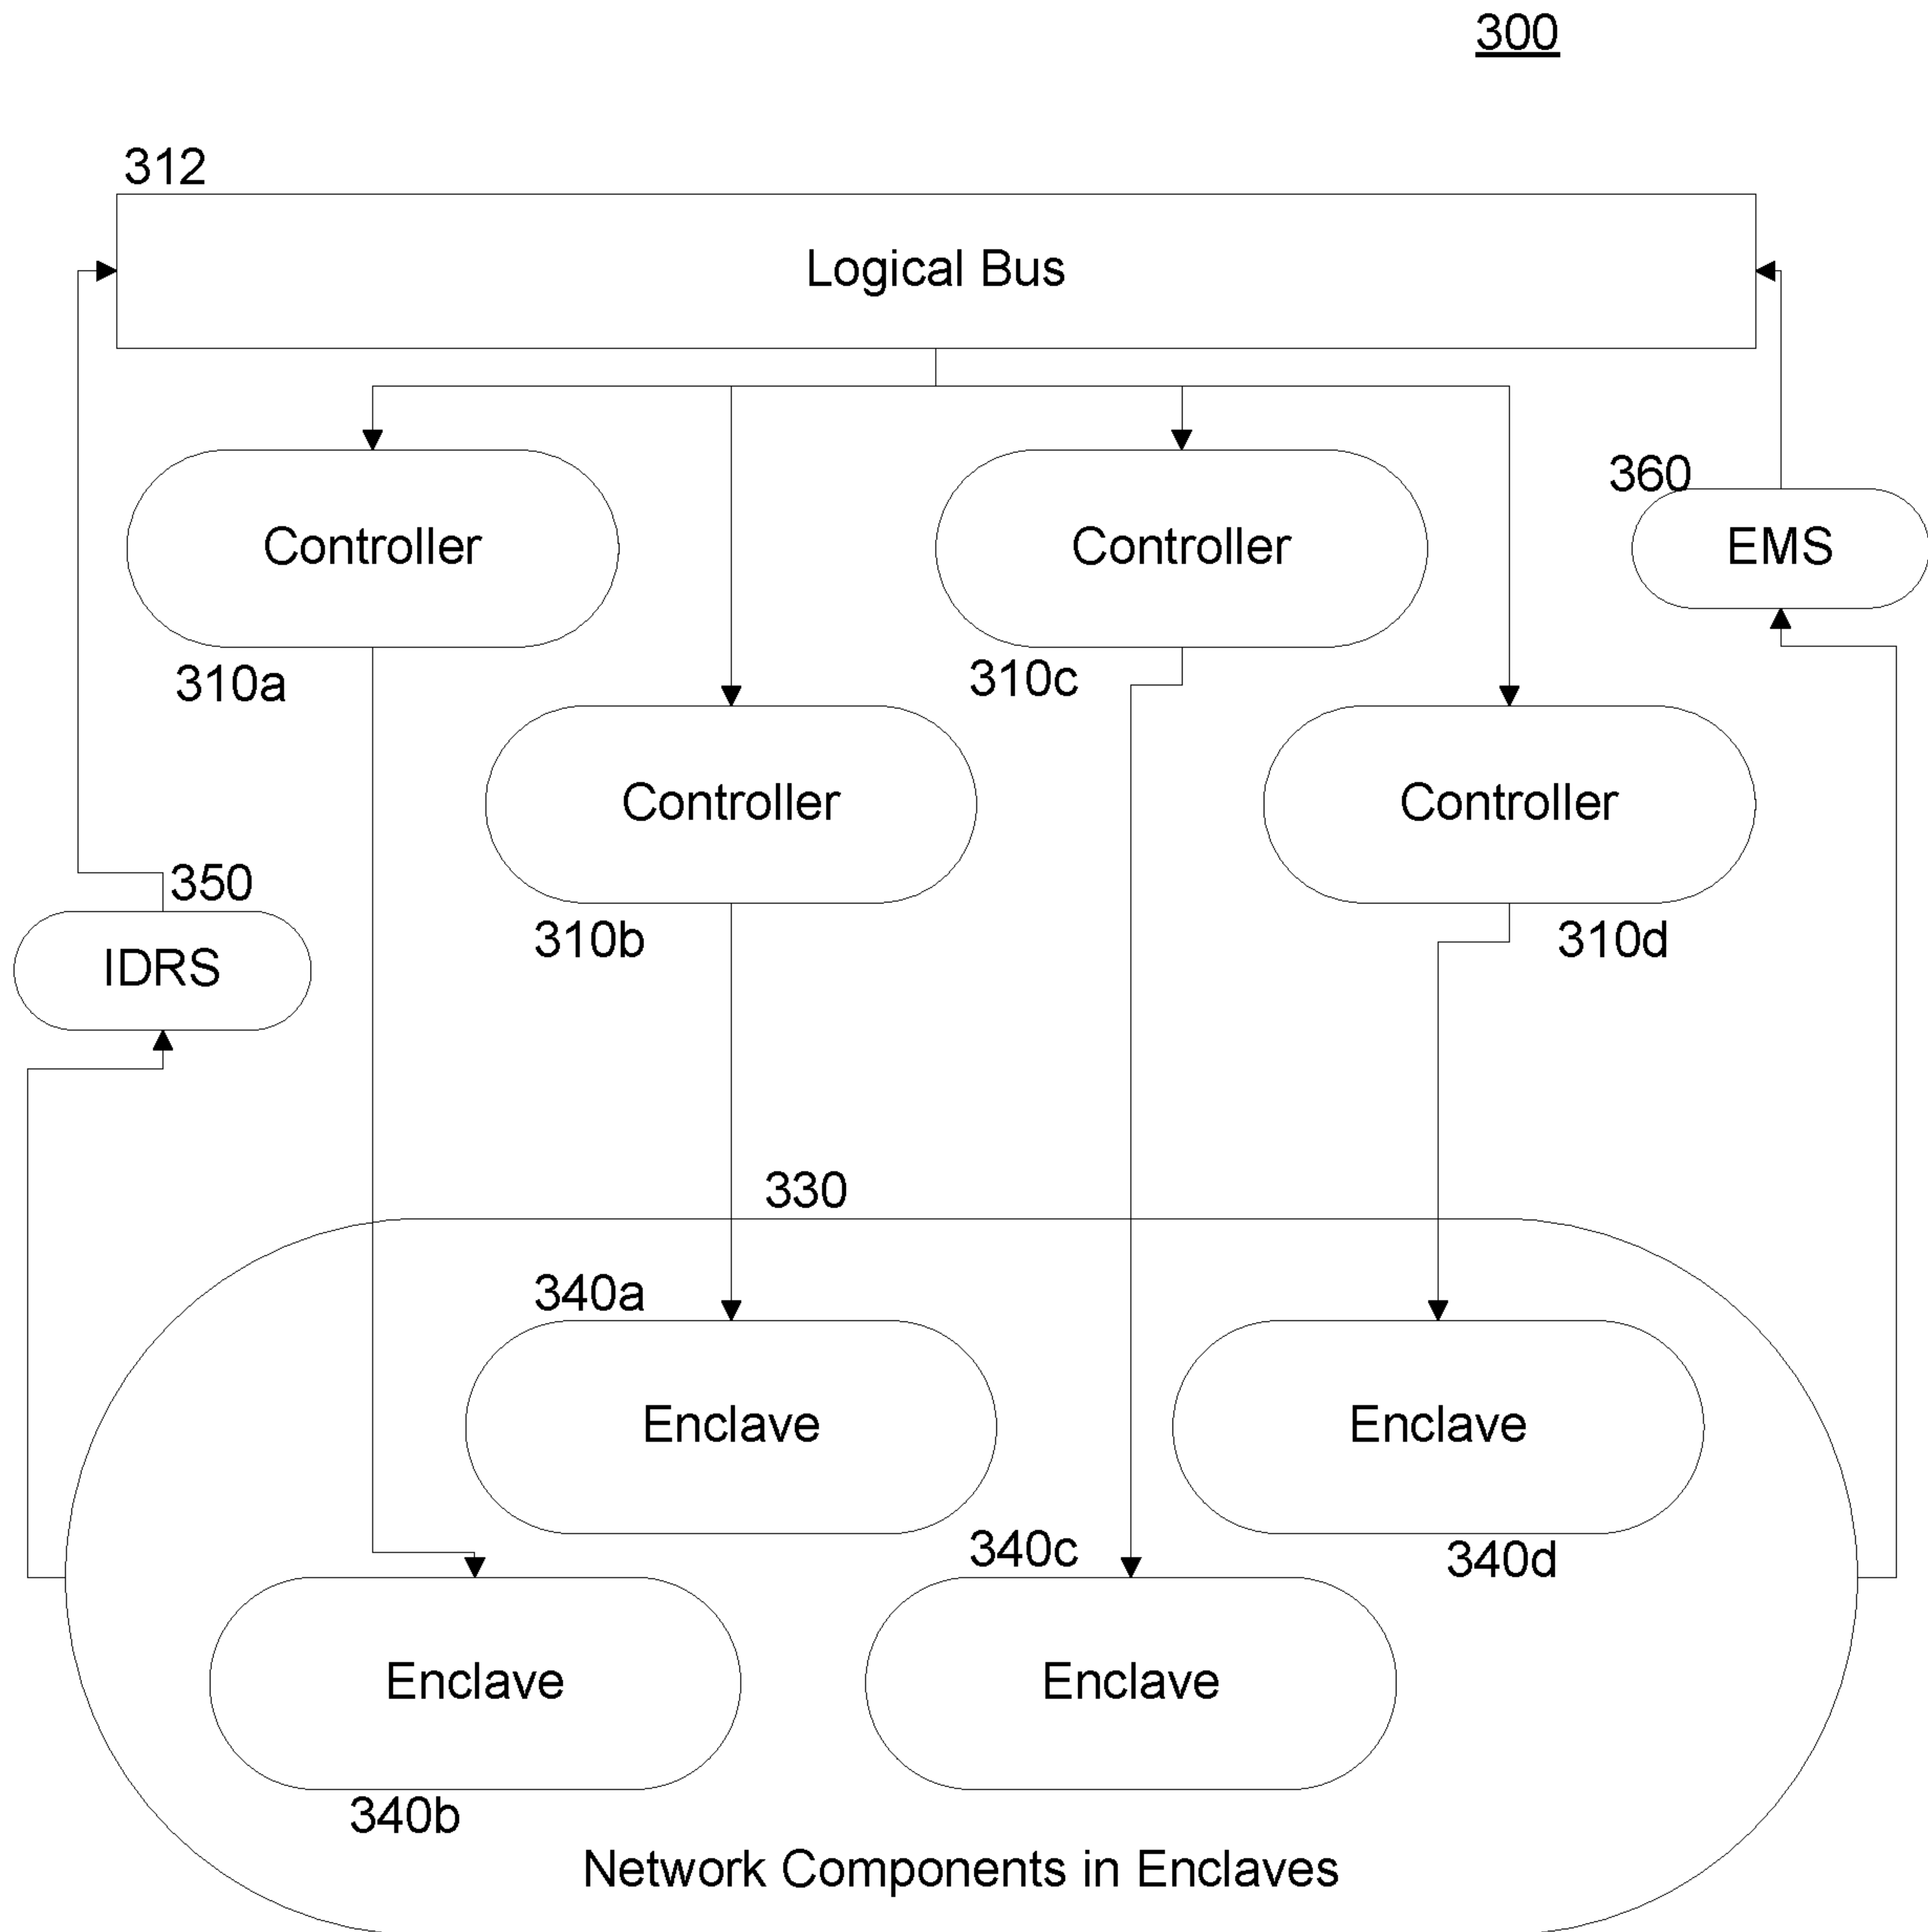 300
312
Logical Bus
Controller
Controller
360
EMS
310a
310c
Controller
Controller
350
IDRS
310b
310d
330
340a
Enclave
Enclave
340c
340d
Enclave
Enclave
340b
Network Components in Enclaves